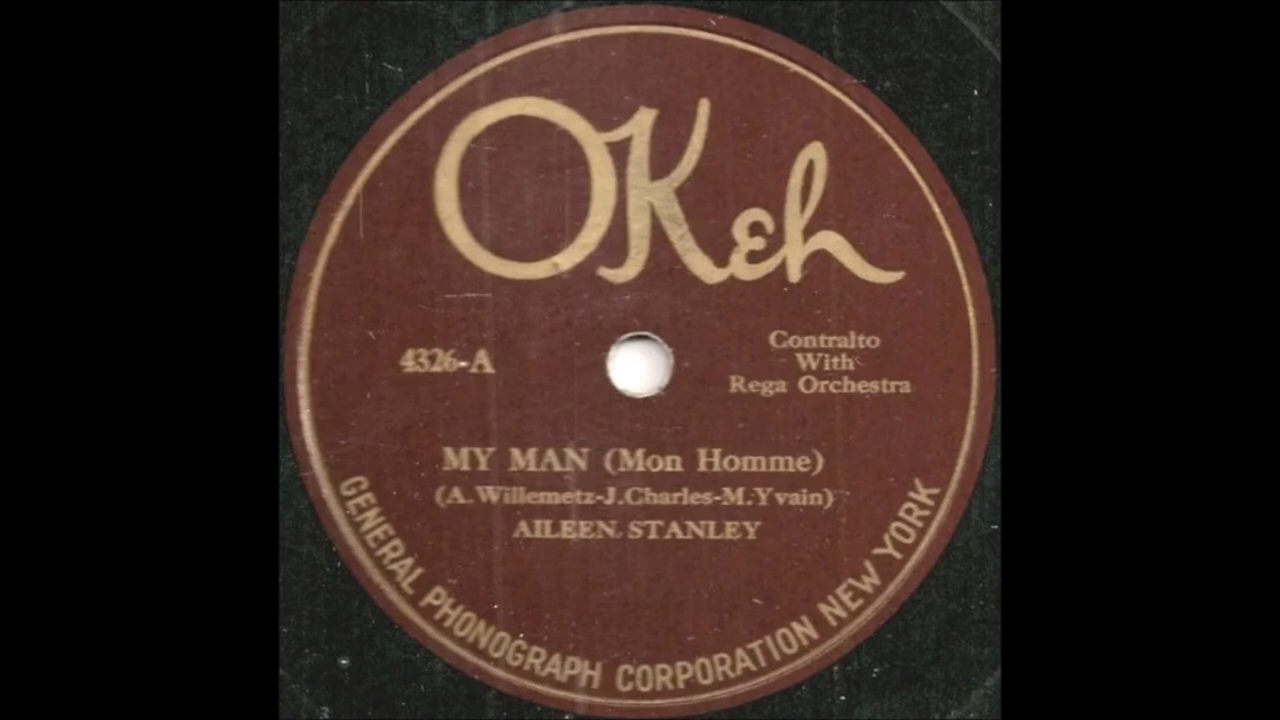 OKeh
4326-A
Contralto
With
Rega Orchestra
MY MAN (Mon Homme)
(A. Willemetz-J. Charles-M. Yvain)
AILEEN STANLEY
GENERAL PHONOGRAPH CORPORATION NEW YORK